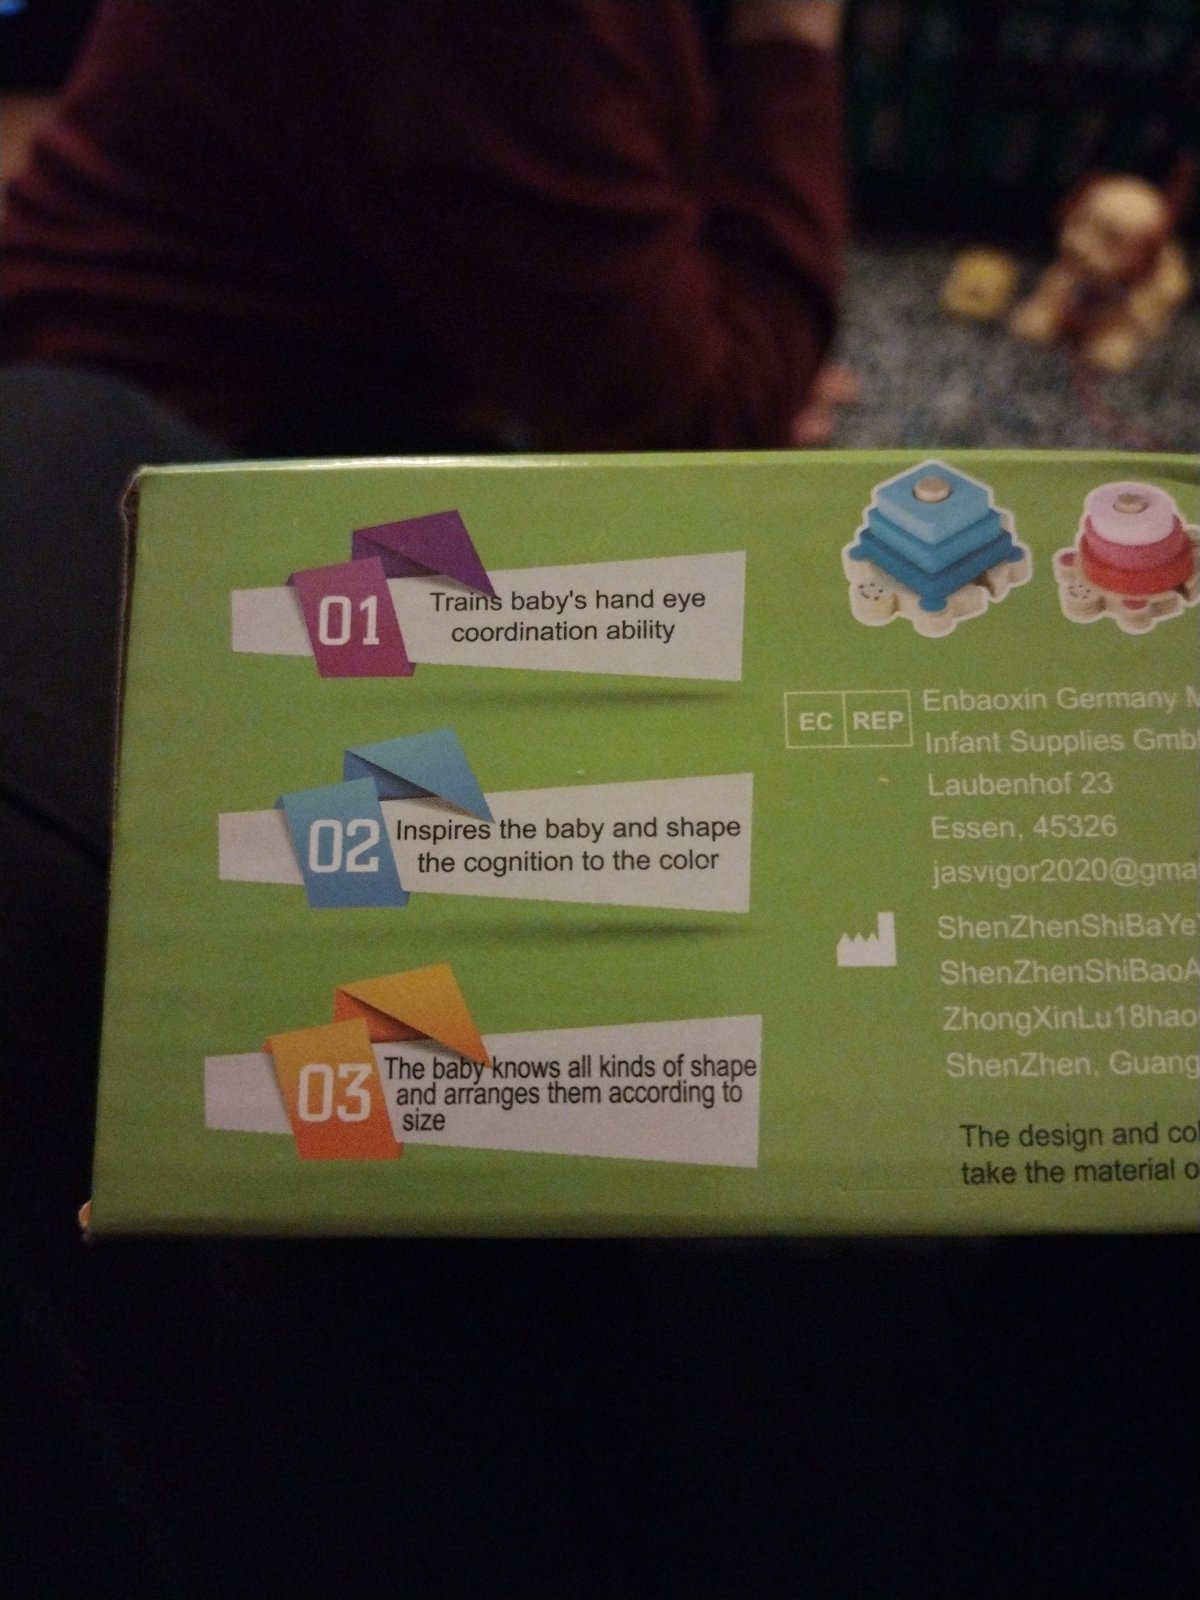 01
Trains baby's hand eye
coordination ability
02
Inspires the baby and shape
the cognition to the color
03
The baby knows all kinds of shape
and arranges them according to
size
EC REP
Enbaoxin Germany
Infant Supplies
Laubenhof 23
Essen, 45326
ShenZhenShiBaYe
ZhongXinLu18hao
ShenZhen,
The design and
take the material